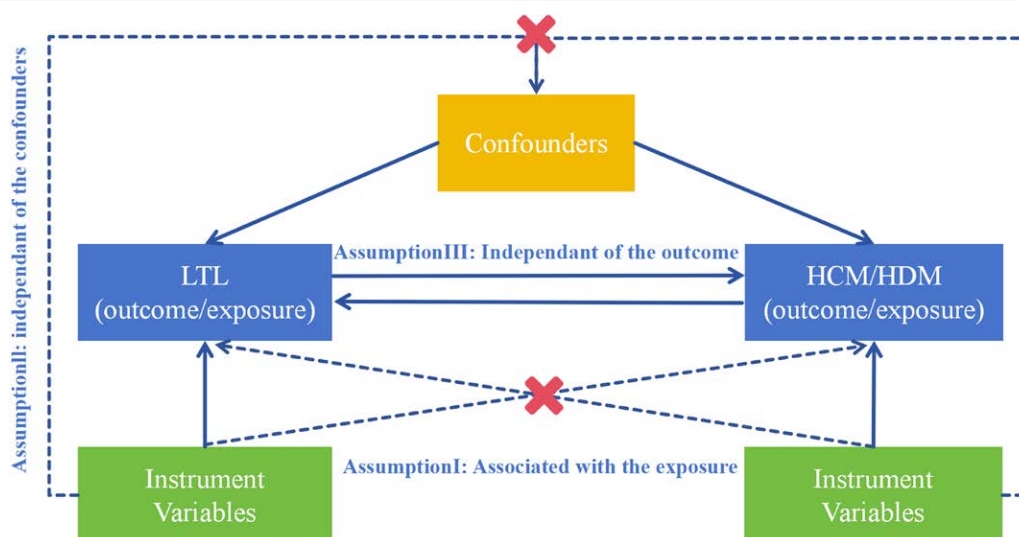 AssumptionII: independant of the confounders
Confounders
AssumptionIII: Independant of the outcome
LTL
(outcome/exposure)
HCM/HDM
(outcome/exposure)
AssumptionI: Associated with the exposure
Instrument
Variables
Instrument
Variables